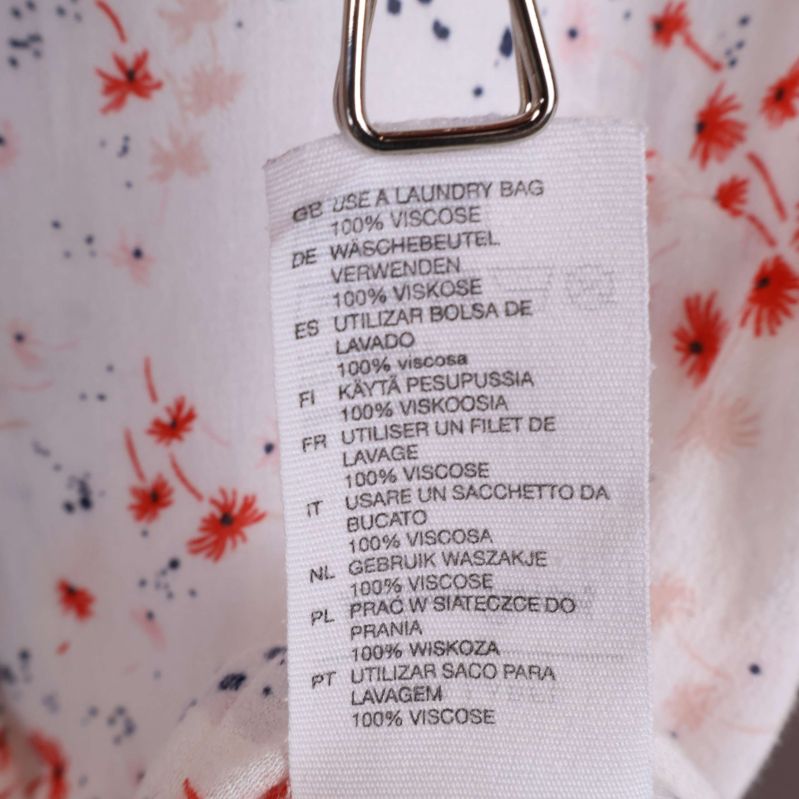 GB USE A LAUNDRY BAG
100% VISCOSE
DE WÄSCHEBEUTEL
VERWENDEN
100% VISKOSE
ES UTILIZAR BOLSA DE
LAVADO
100% viscosa
FI KÄYTÄ PESUPUSSIA
100% VISKOOSIA
FR UTILISER UN FILET DE
LAVAGE
100% VISCOSE
IT USARE UN SACCHETTO DA
BUCATO
100% VISCOSA
NL GEBRUIK WASZAKJE
100% VISCOSE
PL PRAĆ W SIATECZCE DO
PRANIA
100% WISKOZA
PT UTILIZAR SACO PARA
LAVAGEM
100% VISCOSE